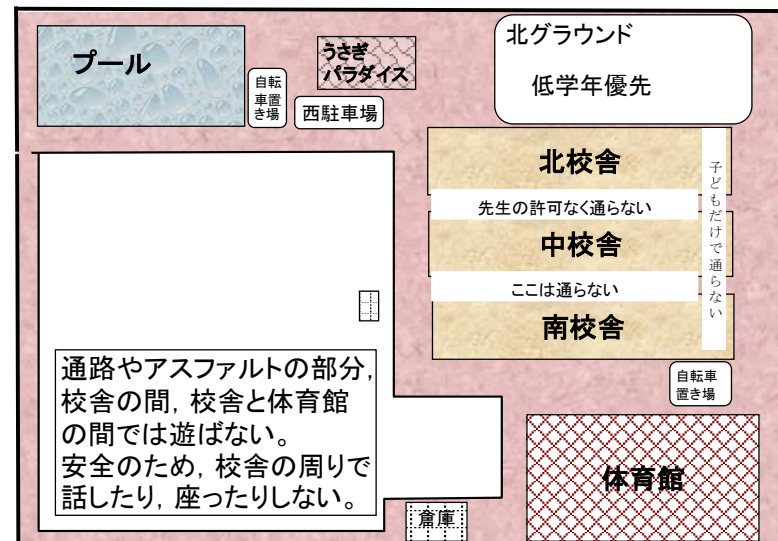 プール
自転
車置
き場
うさぎ
パラダイス
西駐車場
北グラウンド
低学年優先
北校舎
先生の許可なく通らない
中校舎
ここは通らない
南校舎
子どもだけで通らない
自転車
置き場
体育館
通路やアスファルトの部分，
校舎の間，校舎と体育館
の間では遊ばない。
安全のため，校舎の周りで
話したり，座ったりしない。
倉庫